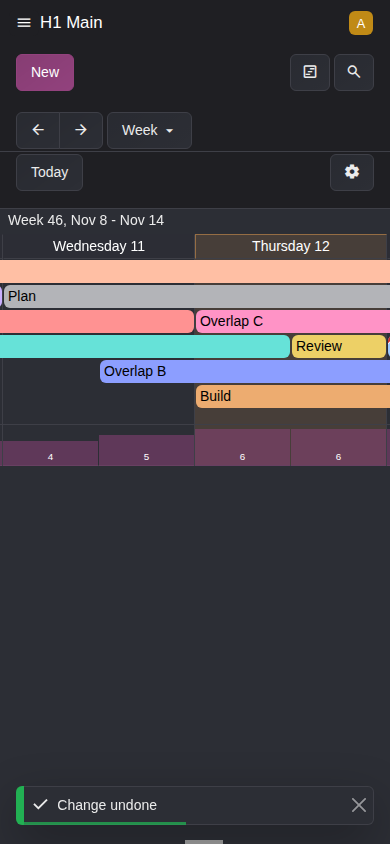 H1 Main
A
New
Week
Today
Week 46, Nov 8 - Nov 14
Wednesday 11
Thursday 12
Plan
Overlap C
Review
Overlap B
Build
4
5
6
6
Change undone